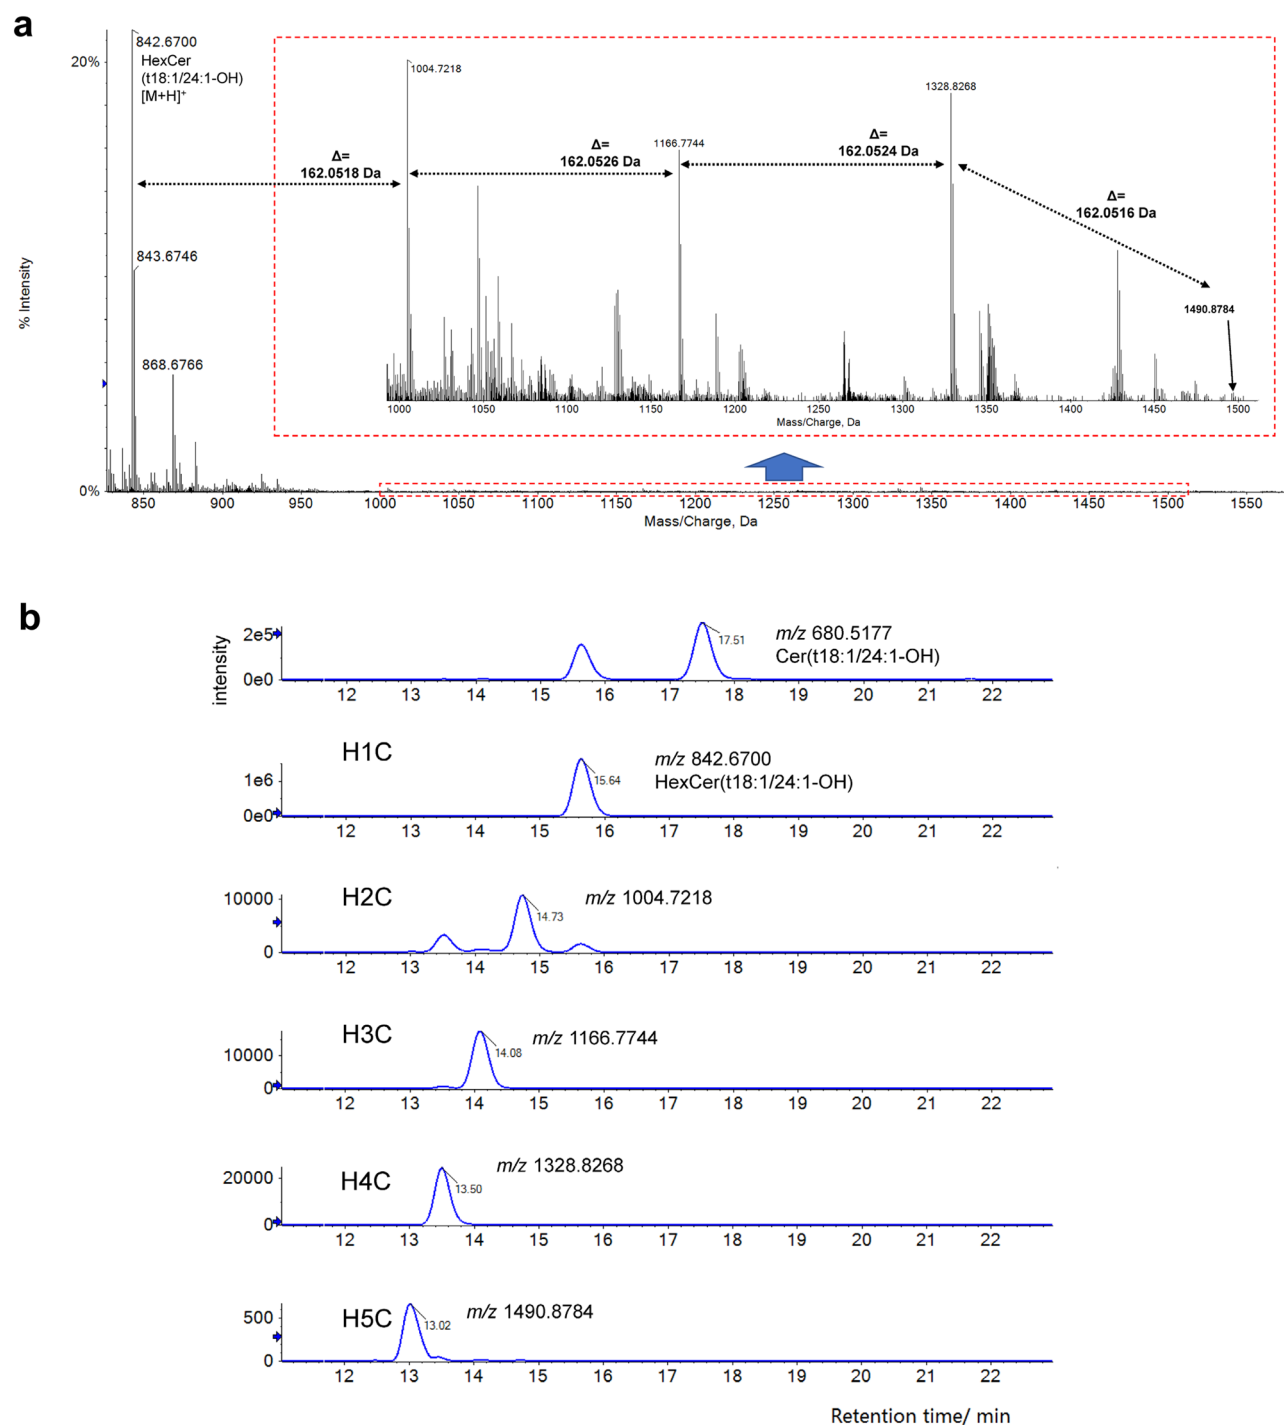 a
842.6700
HexCer
(t18:1/24:1-OH)
[M+H]⁺
20%
843.6746
868.6766
% Intensity
0%
1004.7218
1166.7744
1328.8268
1490.8784
Δ=
162.0518 Da
Δ=
162.0526 Da
Δ=
162.0524 Da
Δ=
162.0516 Da
1000 1050 1100 1150 1200 1250 1300 1350 1400 1450 1500
Mass/Charge, Da
850 900 950 1000 1050 1100 1150 1200 1250 1300 1350 1400 1450 1500 1550
Mass/Charge, Da
b
intensity
2e5
0e0
17.51
m/z 680.5177
Cer(t18:1/24:1-OH)
12 13 14 15 16 17 18 19 20 21 22
H1C
1e6
0e0
15.64
m/z 842.6700
HexCer(t18:1/24:1-OH)
12 13 14 15 16 17 18 19 20 21 22
H2C
10000
0
14.73
m/z 1004.7218
12 13 14 15 16 17 18 19 20 21 22
H3C
10000
0
14.08
m/z 1166.7744
12 13 14 15 16 17 18 19 20 21 22
H4C
20000
0
13.50
m/z 1328.8268
12 13 14 15 16 17 18 19 20 21 22
H5C
500
0
13.02
m/z 1490.8784
12 13 14 15 16 17 18 19 20 21 22
Retention time/ min